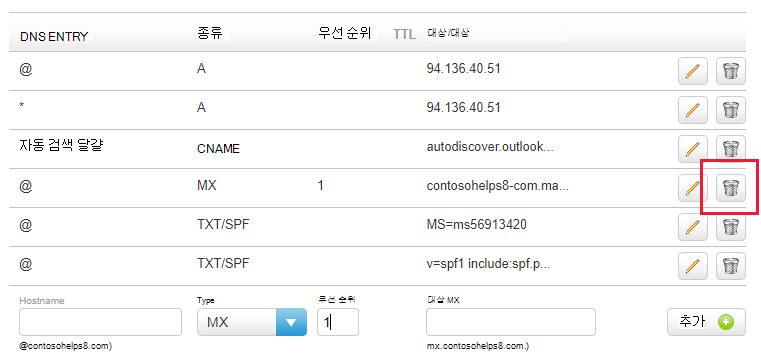 DNS ENTRY 종류 우선 순위 TTL 대상/대상
@ A 94.136.40.51
* A 94.136.40.51
자동 검색 달걀 CNAME autodiscover.outlook...
@ MX 1 contosohelps8-com.ma...
@ TXT/SPF MS=ms56913420
@ TXT/SPF v=spf1 include:spf.p...
Hostname Type 우선 순위 대상 MX
MX 1 추가
@contosohelps8.com) mx.contosohelps8.com.)